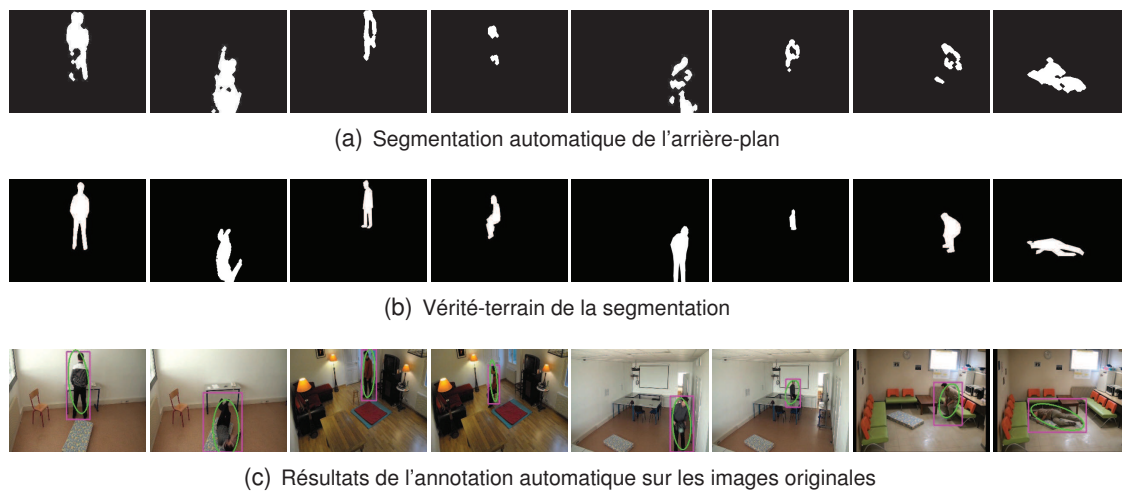 (a) Segmentation automatique de l'arrière-plan
(b) Vérité-terrain de la segmentation
(c) Résultats de l'annotation automatique sur les images originales